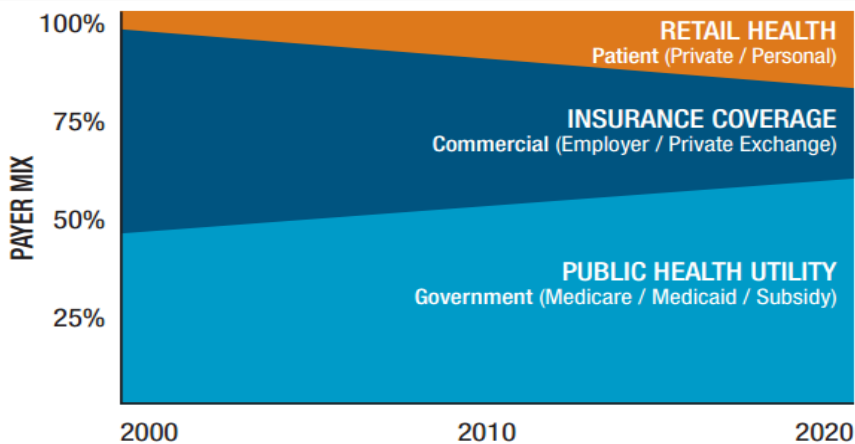 100%
RETAIL HEALTH
Patient (Private / Personal)
75%
INSURANCE COVERAGE
Commercial (Employer / Private Exchange)
PAYER MIX
50%
PUBLIC HEALTH UTILITY
Government (Medicare / Medicaid / Subsidy)
25%
2000 2010 2020